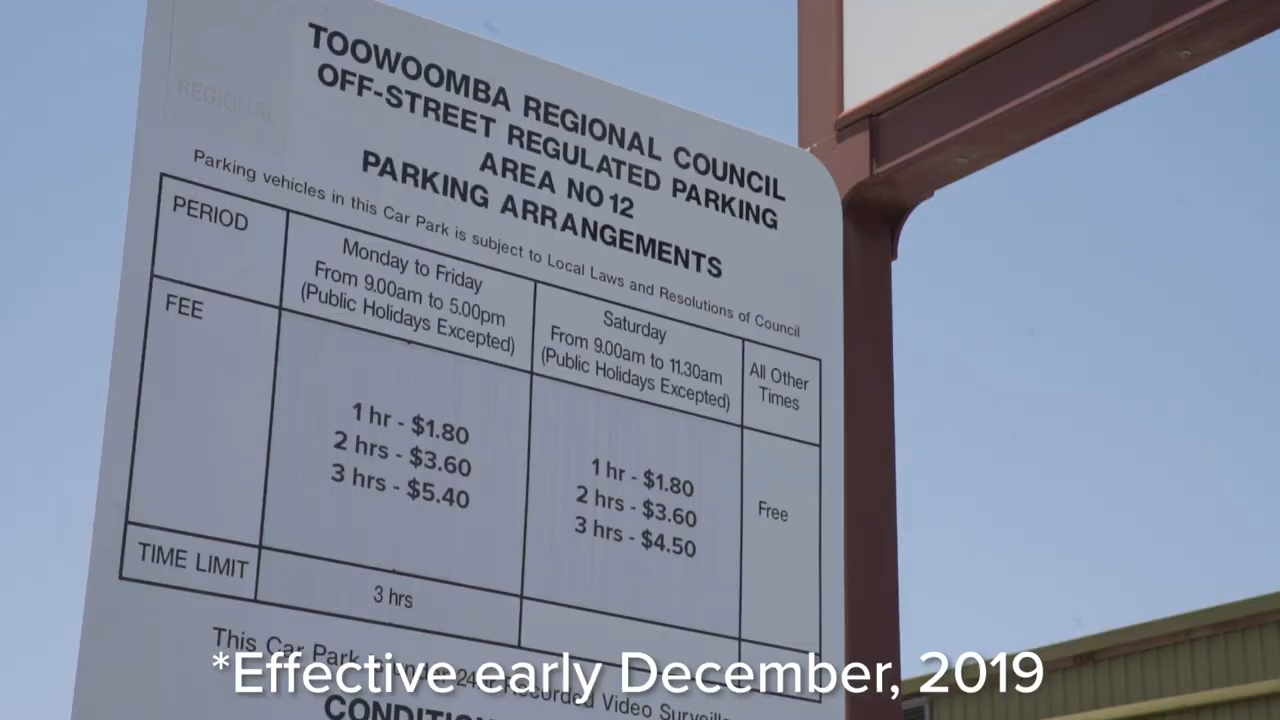 REGIONAL
TOOWOOMBA REGIONAL COUNCIL
OFF-STREET REGULATED PARKING
AREA NO 12
PARKING ARRANGEMENTS
Parking vehicles in this Car Park is subject to Local Laws and Resolutions of Council
PERIOD
Monday to Friday
From 9.00am to 5.00pm
(Public Holidays Excepted)
Saturday
From 9.00am to 11.30am
(Public Holidays Excepted)
All Other
Times
FEE
1 hr - $1.80
2 hrs - $3.60
3 hrs - $5.40
1 hr - $1.80
2 hrs - $3.60
3 hrs - $4.50
Free
TIME LIMIT
3 hrs
This Car Park Recorded Video
*Effective early December, 2019